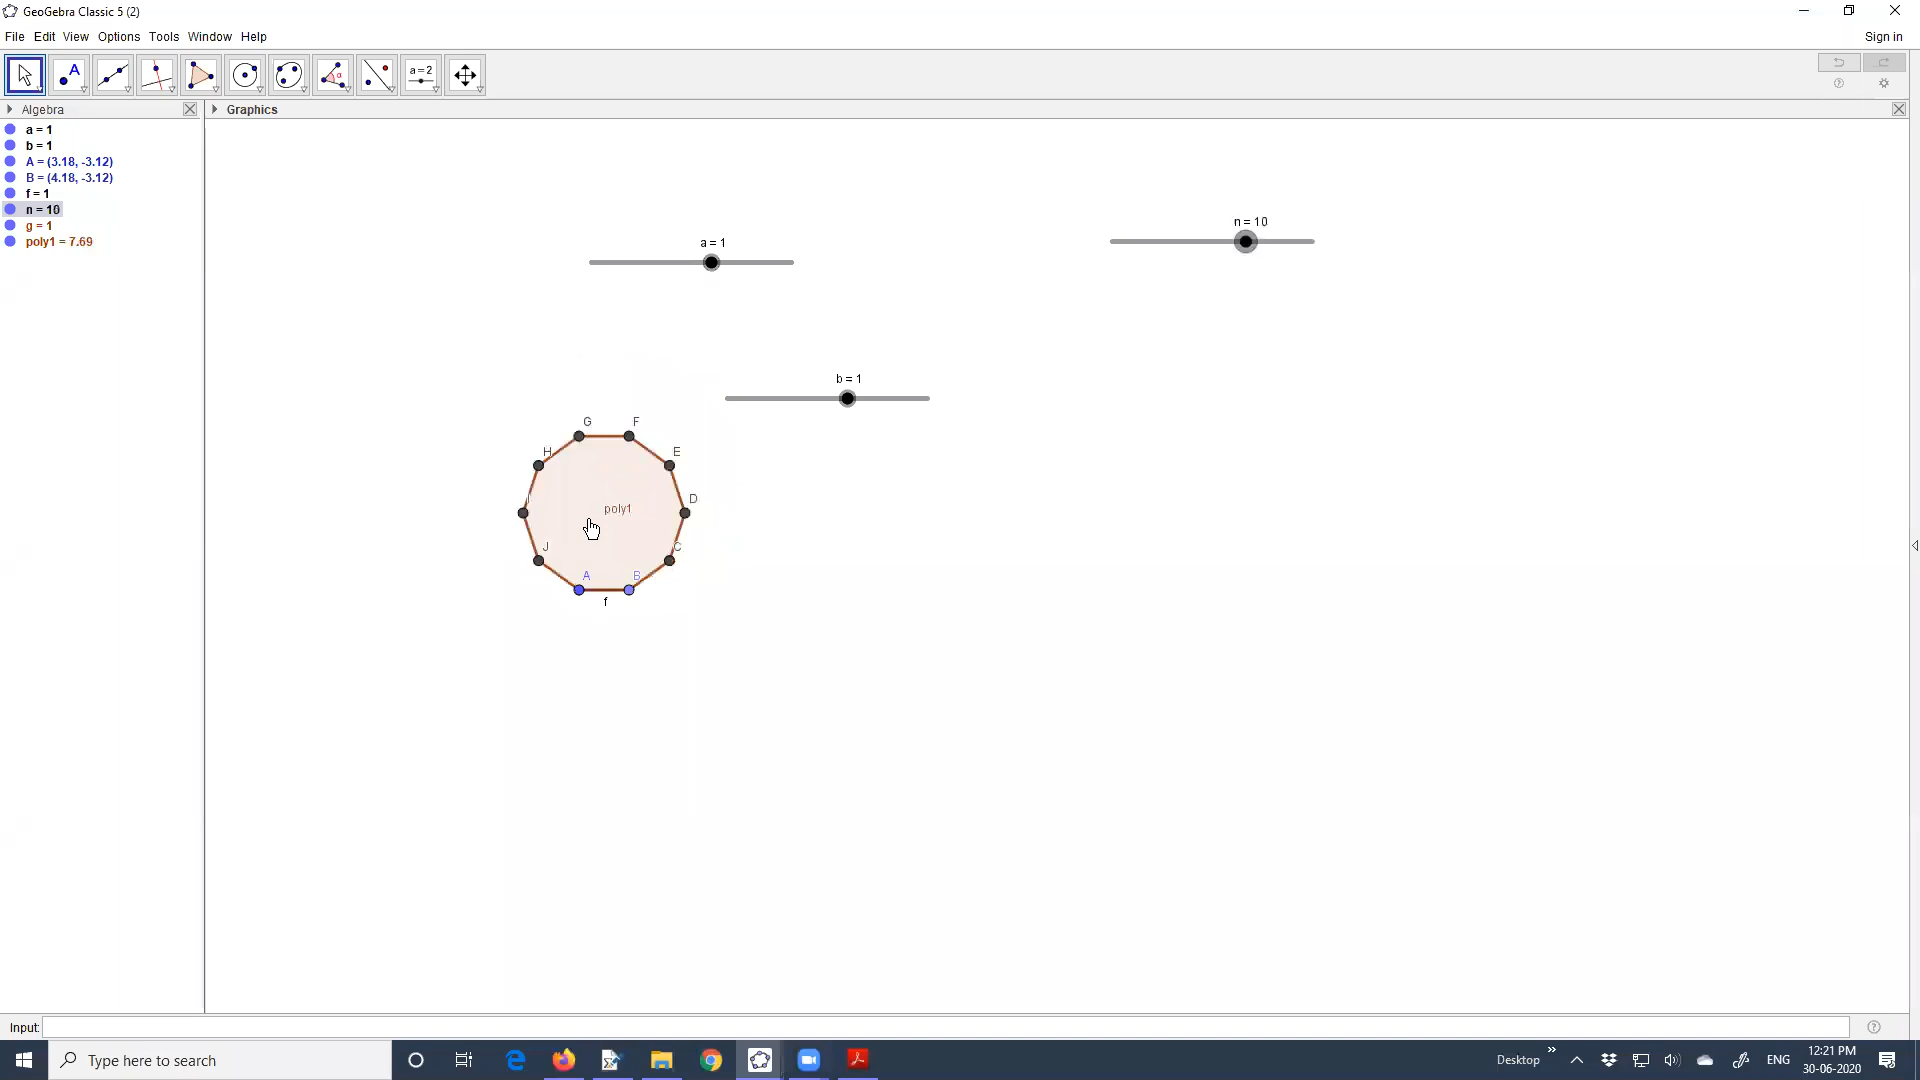 GeoGebra Classic 5 (2)
File Edit View Options Tools Window Help
Sign in
A
α
a=2
Algebra
Graphics
a = 1
b = 1
A = (3.18, -3.12)
B = (4.18, -3.12)
f = 1
n = 10
g = 1
poly1 = 7.69
n = 10
a = 1
b = 1
G F
H E
I D
poly1
J C
A B
f
Input:
Type here to search
Desktop
ENG
12:21 PM
30-06-2020